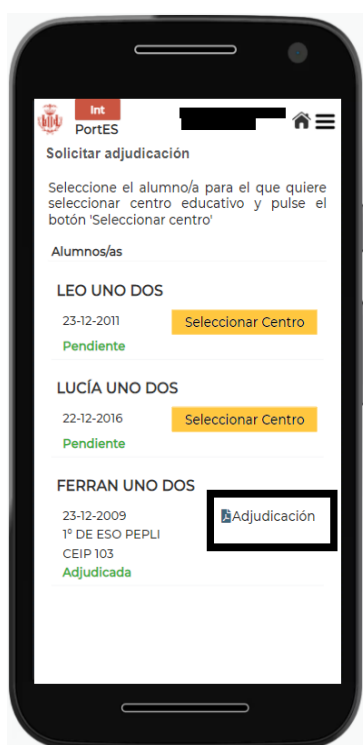 Int
PortES
Solicitar adjudicación
Seleccione el alumno/a para el que quiere
seleccionar centro educativo y pulse el
botón 'Seleccionar centro'
Alumnos/as
LEO UNO DOS
23-12-2011 Seleccionar Centro
Pendiente
LUCÍA UNO DOS
22-12-2016 Seleccionar Centro
Pendiente
FERRAN UNO DOS
23-12-2009 Adjudicación
1º DE ESO PEPLI
CEIP 103
Adjudicada